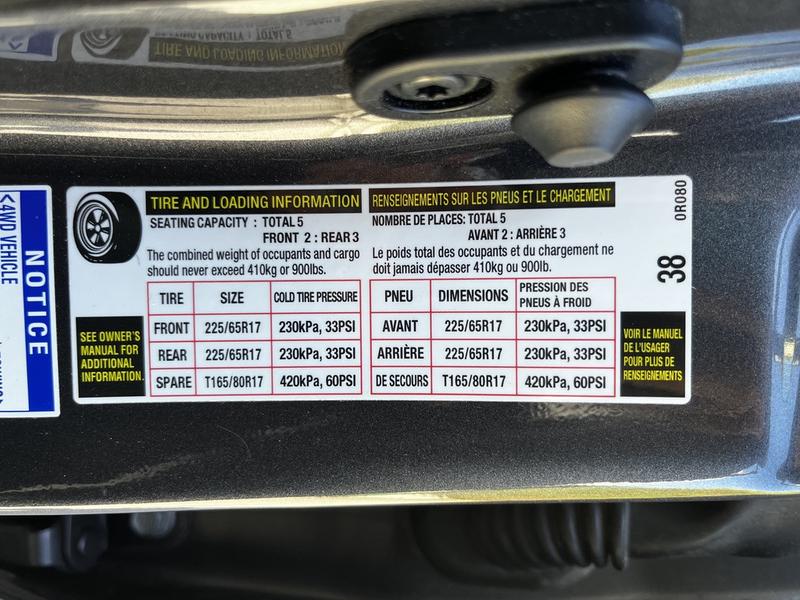 TIRE AND LOADING INFORMATION
<4WD VEHICLE
NOTICE
TIRE AND LOADING INFORMATION
SEATING CAPACITY : TOTAL 5
FRONT 2 : REAR 3
The combined weight of occupants and cargo
should never exceed 410kg or 900lbs.
TIRE SIZE COLD TIRE PRESSURE
FRONT 225/65R17 230kPa, 33PSI
REAR 225/65R17 230kPa, 33PSI
SPARE T165/80R17 420kPa, 60PSI
SEE OWNER'S
MANUAL FOR
ADDITIONAL
INFORMATION.
RENSEIGNEMENTS SUR LES PNEUS ET LE CHARGEMENT
NOMBRE DE PLACES: TOTAL 5
AVANT 2 : ARRIÈRE 3
Le poids total des occupants et du chargement ne
doit jamais dépasser 410kg ou 900lb.
PNEU DIMENSIONS PRESSION DES
PNEUS À FROID
AVANT 225/65R17 230kPa, 33PSI
ARRIÈRE 225/65R17 230kPa, 33PSI
DE SECOURS T165/80R17 420kPa, 60PSI
VOIR LE MANUEL
DE L'USAGER
POUR PLUS DE
RENSEIGNEMENTS
38
0R080